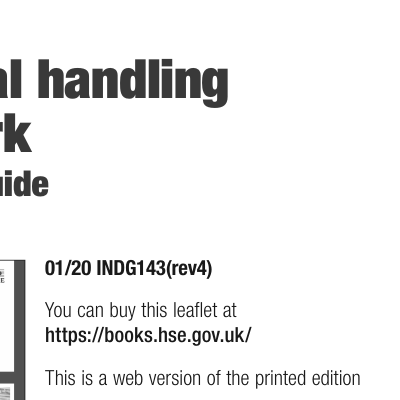 al handling
rk
uide
01/20 INDG143(rev4)
You can buy this leaflet at
https://books.hse.gov.uk/
This is a web version of the printed edition